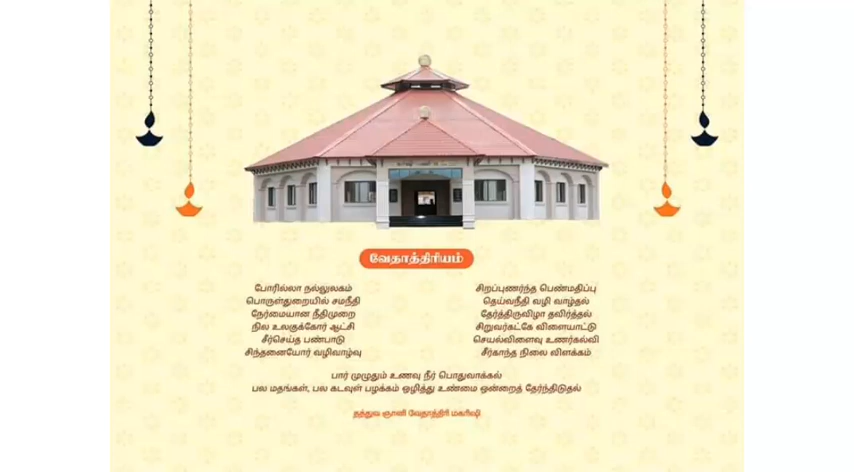 வேதாத்திரியம்
போரில்லா நல்லுலகம்
பொருள்துறையில் சமநீதி
நேர்மையான நீதிமுறை
நில உலகுக்கோர் ஆட்சி
சீர்செய்த பண்பாடு
சிந்தனையோர் வழிவாழ்வு
சிறப்புணர்ந்த பெண்மதிப்பு
தெய்வநீதி வழி வாழ்தல்
தேர்த்திருவிழா தவிர்த்தல்
சிறுவர்கட்கே விளையாட்டு
செயல்விளைவு உணர்கல்வி
சீர்காந்த நிலை விளக்கம்
பார் முழுதும் உணவு நீர் பொதுவாக்கல்
பல மதங்கள், பல கடவுள் பழக்கம் ஒழித்து உண்மை ஒன்றைத் தேர்ந்திடுதல்
தத்துவ ஞானி வேதாத்திரி மகரிஷி